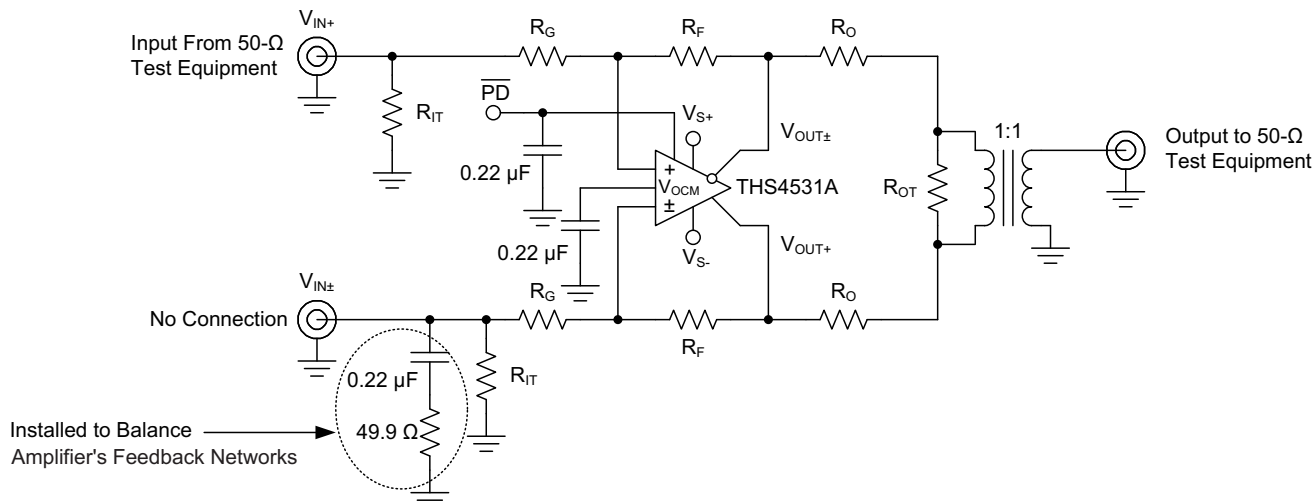 V_IN+
Input From 50-Ω
Test Equipment
R_IT
R_G
R_F
R_O
PD
0.22 µF
V_S+
V_OUT±
+
V_OCM
±
THS4531A
0.22 µF
V_S-
V_OUT+
R_OT
1:1
Output to 50-Ω
Test Equipment
V_IN±
No Connection
R_G
R_F
R_O
0.22 µF
R_IT
49.9 Ω
Installed to Balance
Amplifier's Feedback Networks